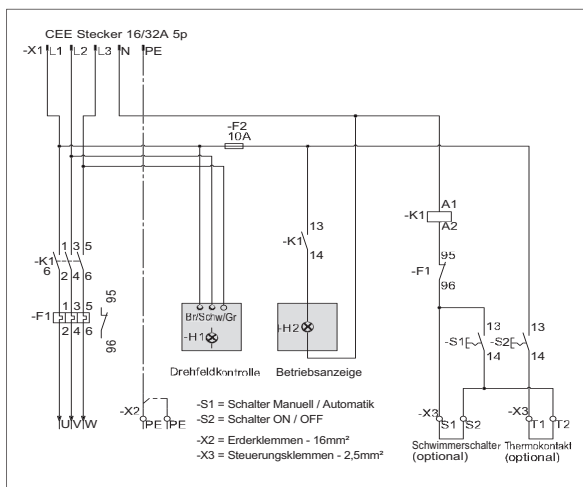 CEE Stecker 16/32A 5p
-X1 L1 L2 L3 N PE
-F2
10A
13
-K1
14
A1
-K1
A2
95
-F1
96
1 3 5
-K1
6
2 4 6
1 3 5
-F1
2 4 6
95
96
Br/Schw/Gr
-H1
-H2
Drehfeldkontrolle
Betriebsanzeige
13
-S1
14
13
-S2
14
-X2
PE PE
U V W
-S1 = Schalter Manuell / Automatik
-S2 = Schalter ON / OFF
-X2 = Erderklemmen - 16mm²
-X3 = Steuerungsklemmen - 2,5mm²
-X3
S1 S2
-X3
T1 T2
Schwimmerschalter
(optional)
Thermokontakt
(optional)